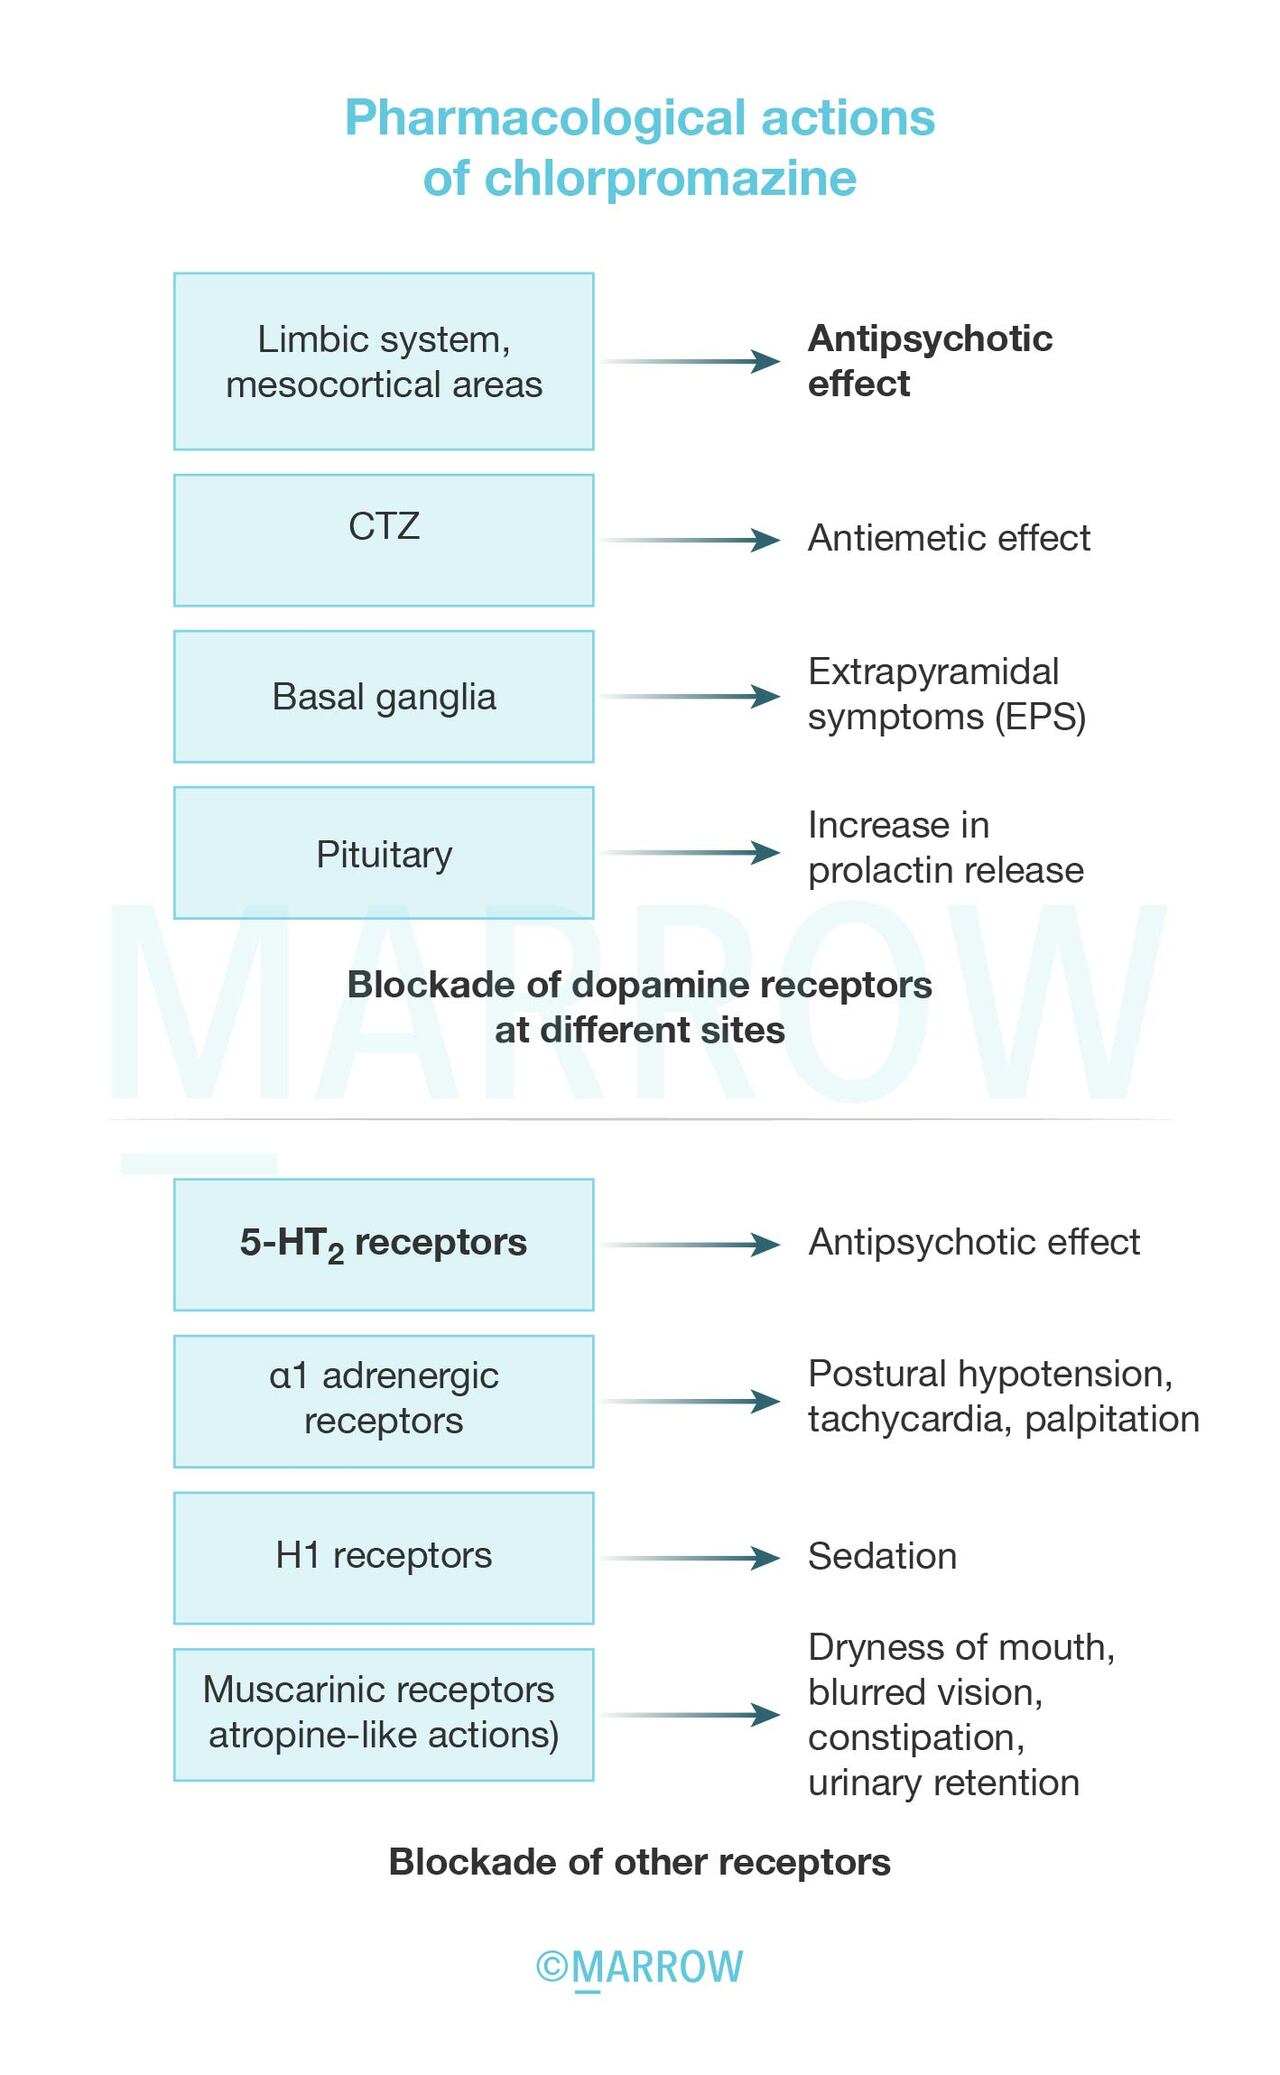 Pharmacological actions
of chlorpromazine
Limbic system,
mesocortical areas
Antipsychotic
effect
CTZ
Antiemetic effect
Basal ganglia
Extrapyramidal
symptoms (EPS)
Pituitary
Increase in
prolactin release
MARROW
Blockade of dopamine receptors
at different sites
5-HT₂ receptors
Antipsychotic effect
α1 adrenergic
receptors
Postural hypotension,
tachycardia, palpitation
H1 receptors
Sedation
Muscarinic receptors
atropine-like actions)
Dryness of mouth,
blurred vision,
constipation,
urinary retention
Blockade of other receptors
©MARROW